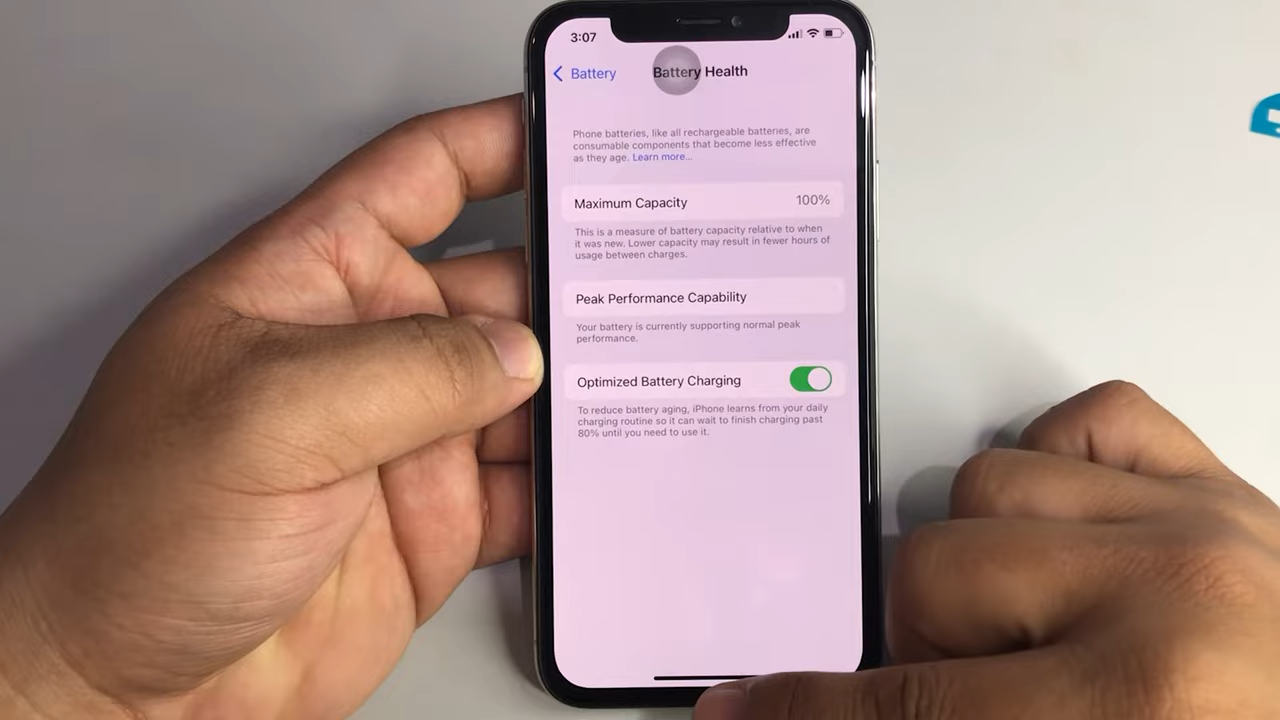 3:07
Battery
Battery Health
Phone batteries, like all rechargeable batteries, are
consumable components that become less effective
as they age. Learn more...
Maximum Capacity 100%
This is a measure of battery capacity relative to when
it was new. Lower capacity may result in fewer hours of
usage between charges.
Peak Performance Capability
Your battery is currently supporting normal peak
performance.
Optimized Battery Charging
To reduce battery aging, iPhone learns from your daily
charging routine so it can wait to finish charging past
80% until you need to use it.